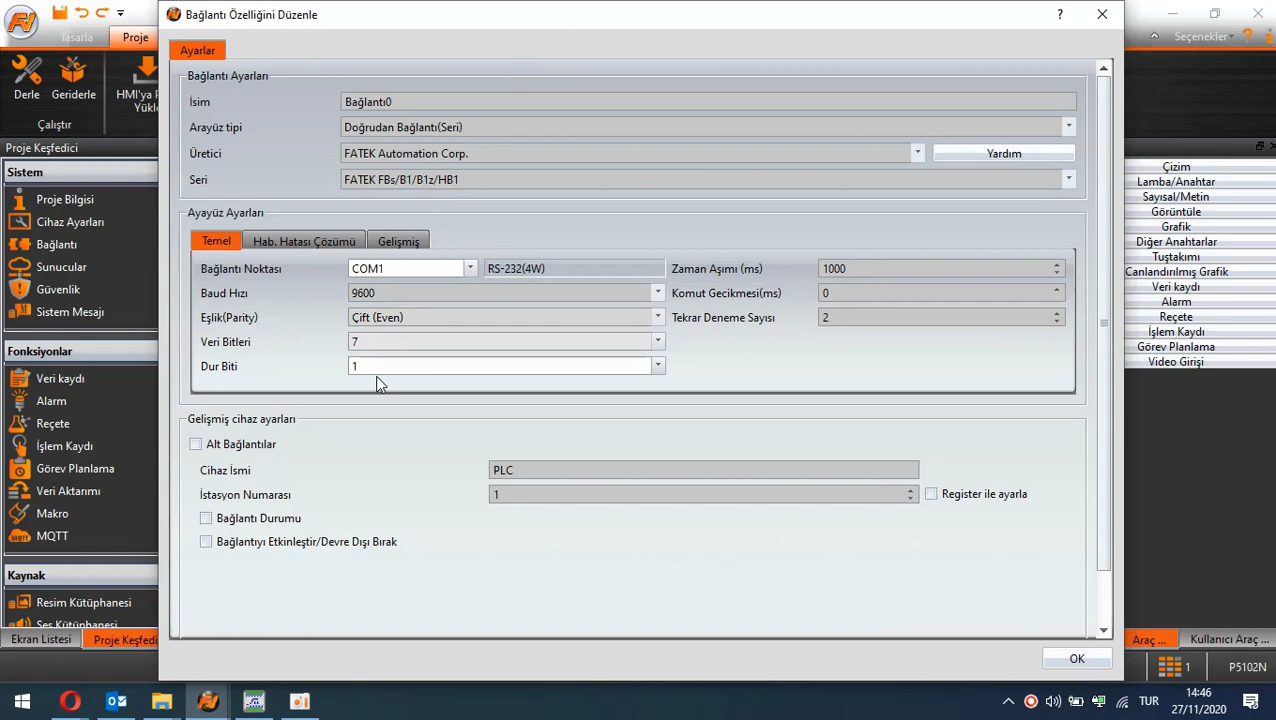 Bağlantı Özelliğini Düzenle
?
Tasarla
Proje
Seçenekler
?
Ayarlar
Derle
Geriderle
HMI'ya P
Yükle
Çalıştır
Proje Keşfedici
Sistem
Proje Bilgisi
Cihaz Ayarları
Bağlantı
Sunucular
Güvenlik
Sistem Mesajı
Fonksiyonlar
Veri kaydı
Alarm
Reçete
İşlem Kaydı
Görev Planlama
Veri Aktarımı
Makro
MQTT
Kaynak
Resim Kütüphanesi
Ses Kütüphanesi
Ekran Listesi
Proje Keşfedi
Bağlantı Ayarları
İsim
Bağlantı0
Arayüz tipi
Doğrudan Bağlantı(Seri)
Üretici
FATEK Automation Corp.
Yardım
Seri
FATEK FBs/B1/B1z/HB1
Ayayüz Ayarları
Temel
Hab. Hatası Çözümü
Gelişmiş
Bağlantı Noktası
COM1
RS-232(4W)
Zaman Aşımı (ms)
1000
Baud Hızı
9600
Komut Gecikmesi(ms)
0
Eşlik(Parity)
Çift (Even)
Tekrar Deneme Sayısı
2
Veri Bitleri
7
Dur Biti
1
Gelişmiş cihaz ayarları
Alt Bağlantılar
Cihaz İsmi
PLC
İstasyon Numarası
1
Register ile ayarla
Bağlantı Durumu
Bağlantıyı Etkinleştir/Devre Dışı Bırak
OK
Çizim
Lamba/Anahtar
Sayısal/Metin
Görüntüle
Grafik
Diğer Anahtarlar
Tuştakımı
Canlandırılmış Grafik
Veri kaydı
Alarm
Reçete
İşlem Kaydı
Görev Planlama
Video Girişi
Araç ...
Kullanıcı Araç ...
1
P5102N
TUR
14:46
27/11/2020